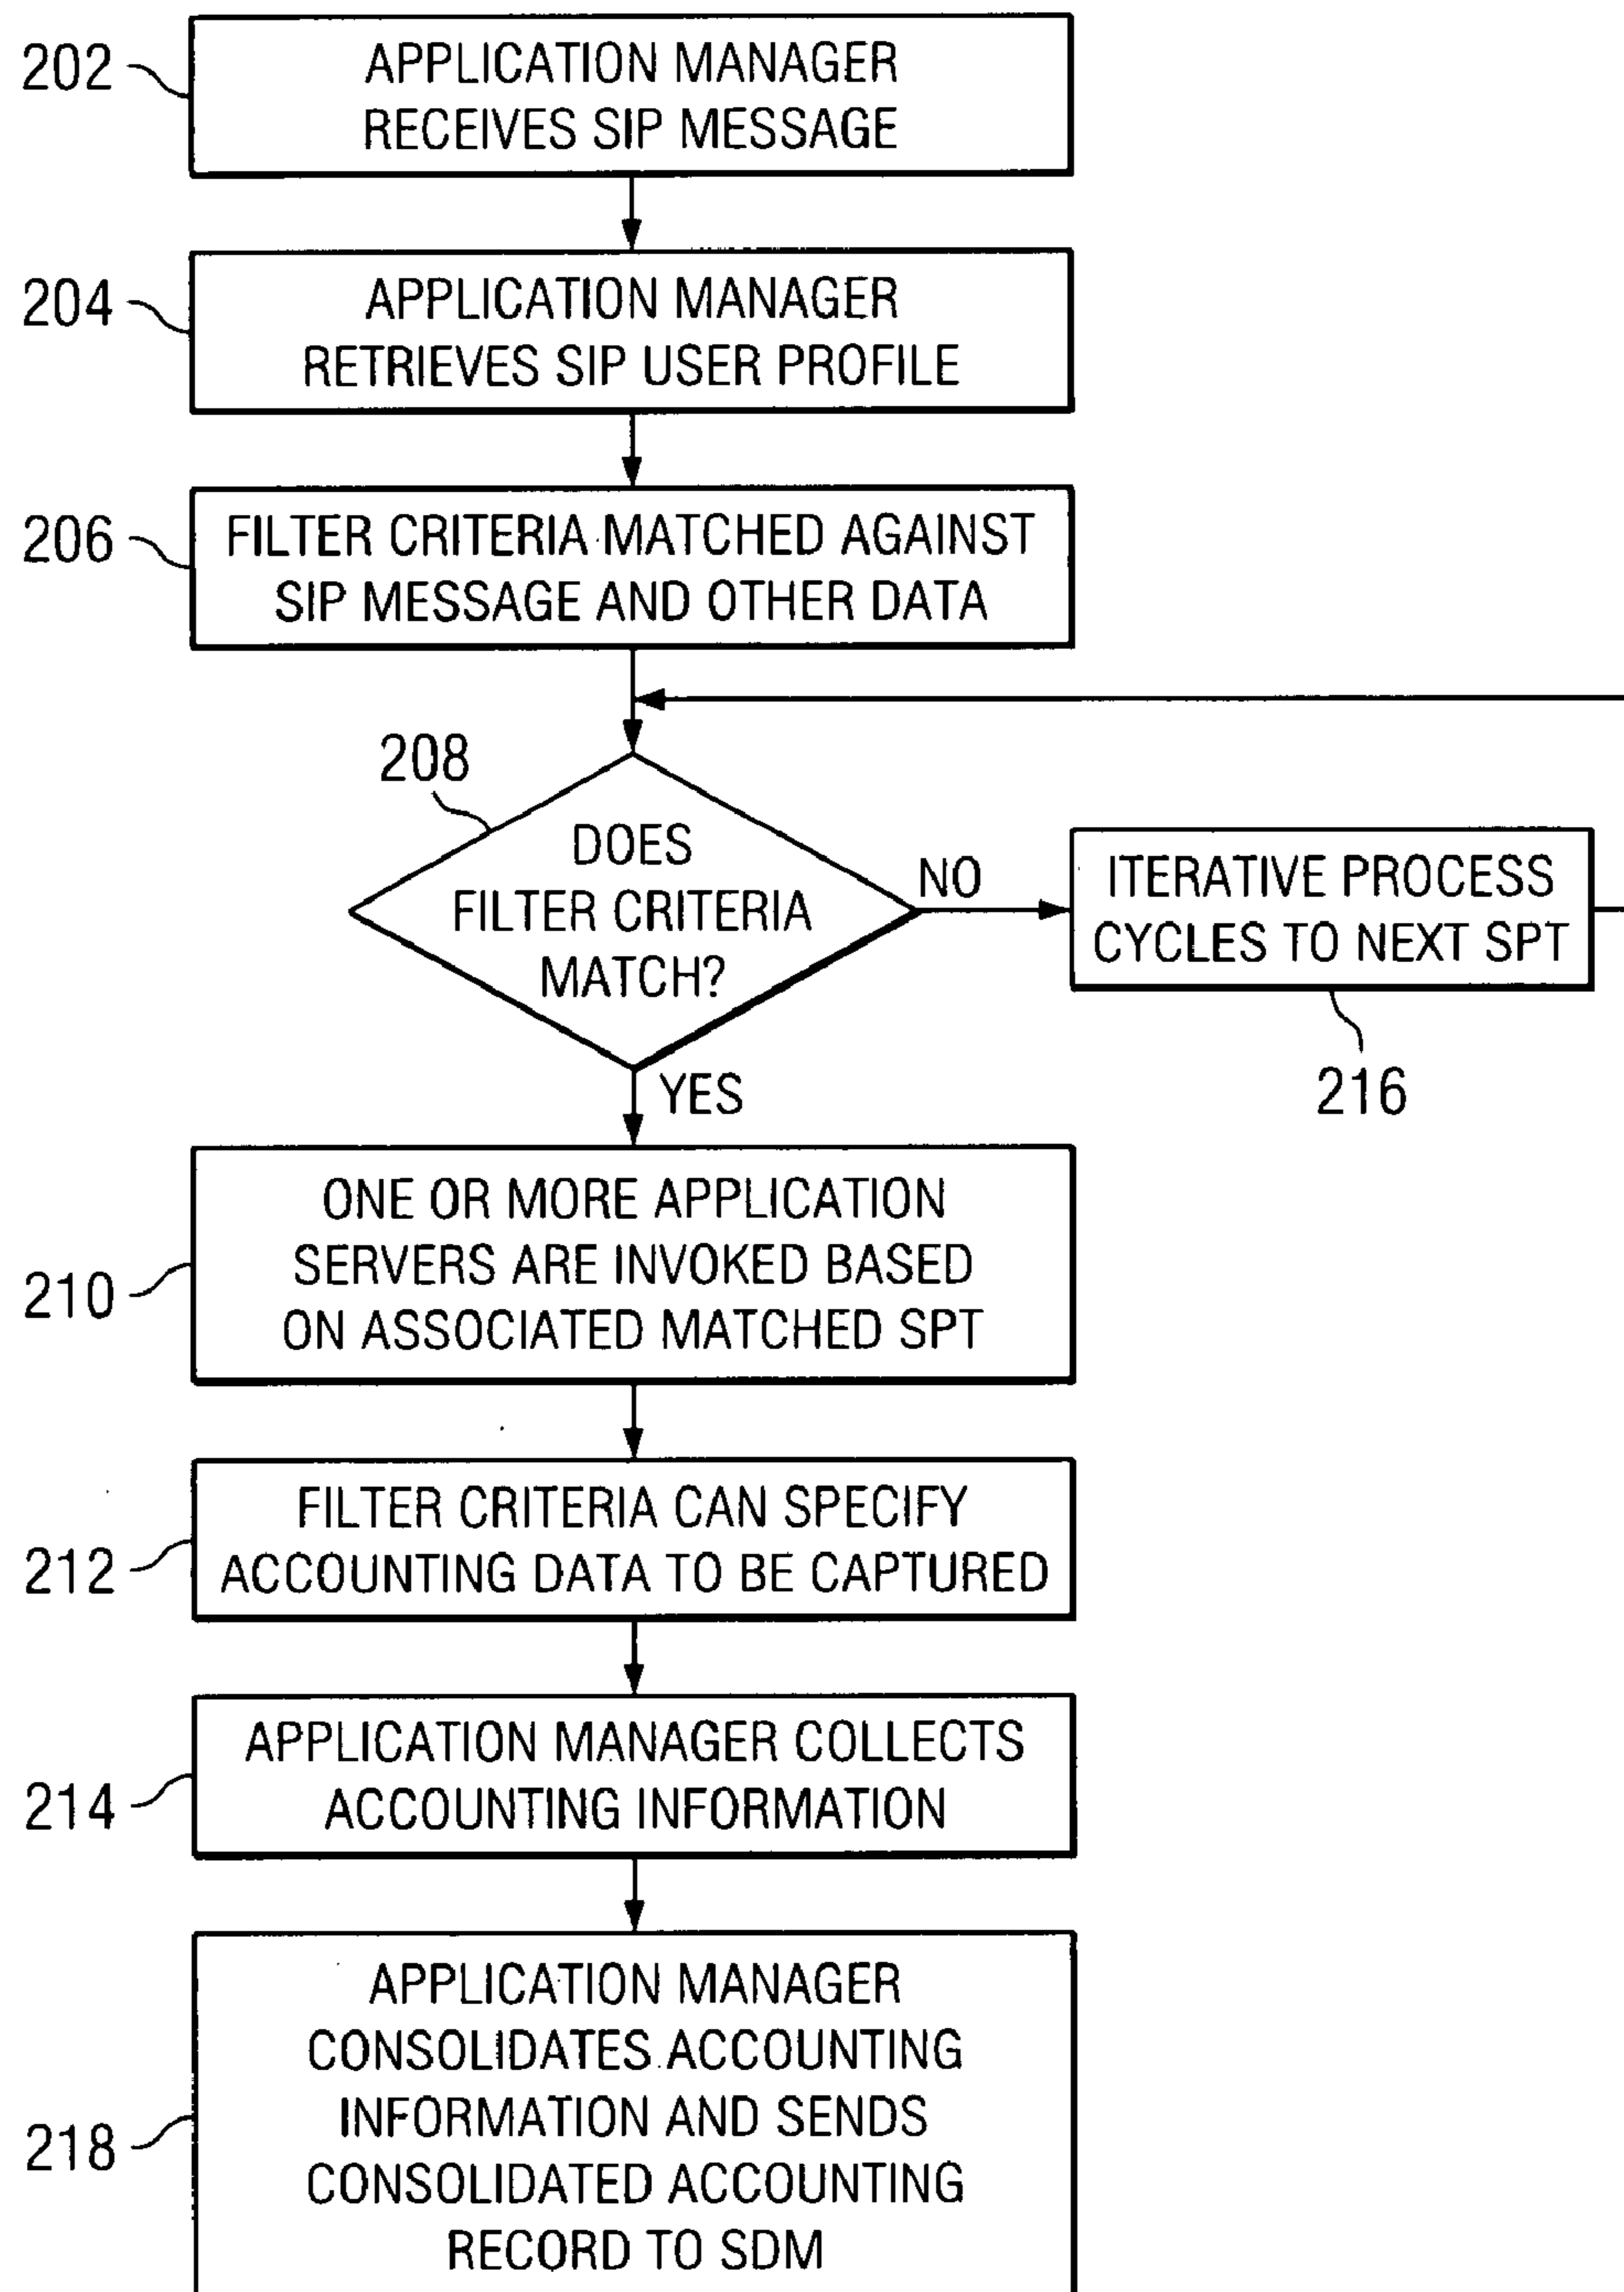 202
APPLICATION MANAGER
RECEIVES SIP MESSAGE
204
APPLICATION MANAGER
RETRIEVES SIP USER PROFILE
206
FILTER CRITERIA MATCHED AGAINST
SIP MESSAGE AND OTHER DATA
208
DOES
FILTER CRITERIA
MATCH?
NO
ITERATIVE PROCESS
CYCLES TO NEXT SPT
216
YES
210
ONE OR MORE APPLICATION
SERVERS ARE INVOKED BASED
ON ASSOCIATED MATCHED SPT
212
FILTER CRITERIA CAN SPECIFY
ACCOUNTING DATA TO BE CAPTURED
214
APPLICATION MANAGER COLLECTS
ACCOUNTING INFORMATION
218
APPLICATION MANAGER
CONSOLIDATES ACCOUNTING
INFORMATION AND SENDS
CONSOLIDATED ACCOUNTING
RECORD TO SDM